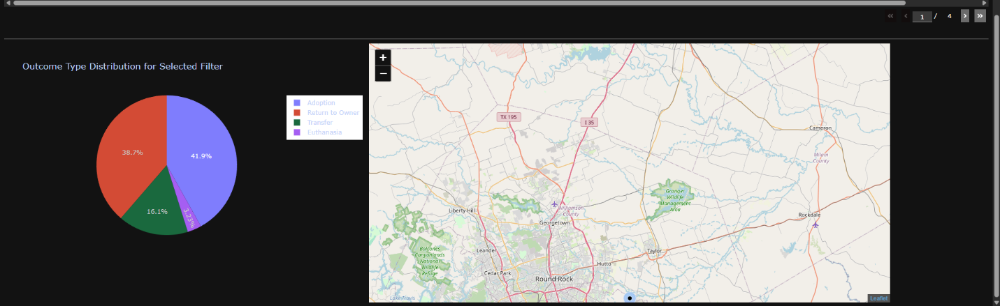 << < 1 / 4 > >>
Outcome Type Distribution for Selected Filter
Adoption
Return to Owner
Transfer
Euthanasia
38.7%
41.9%
16.1%
3.23%
+
−
TX 195
I 35
Cameron
Milam
County
Granger
Wildlife
Management
Area
Williamson
County
Liberty Hill
Georgetown
Rockdale
Balcones
Canyonlands
National
Wildlife
Refuge
Leander
Taylor
Hutto
Cedar Park
Round Rock
Lake Travis
Leaflet